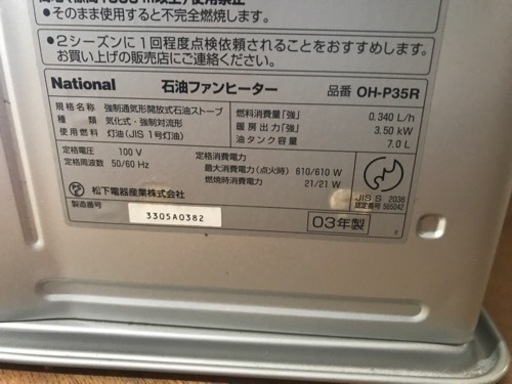 そのまま使用すると不完全燃焼します。
●2シーズンに1回程度点検依頼されることをおすすめします。
お買い上げの販売店にご連絡ください。
National 石油ファンヒーター 品番 OH-P35R
規格名称 強制通気形開放式石油ストーブ
種類 気化式・強制対流形
使用燃料 灯油(JIS 1号灯油)
燃料消費量「強」 0.340 L/h
暖房出力「強」 3.50 kW
油タンク容量 7.0 L
定格電圧 100 V
定格周波数 50/60 Hz
定格消費電力
最大消費電力(点火時) 610/610 W
燃焼時消費電力 21/21 W
松下電器産業株式会社
JIS S 2036
認定番号 565042
製造番号
3305A0382
03年製